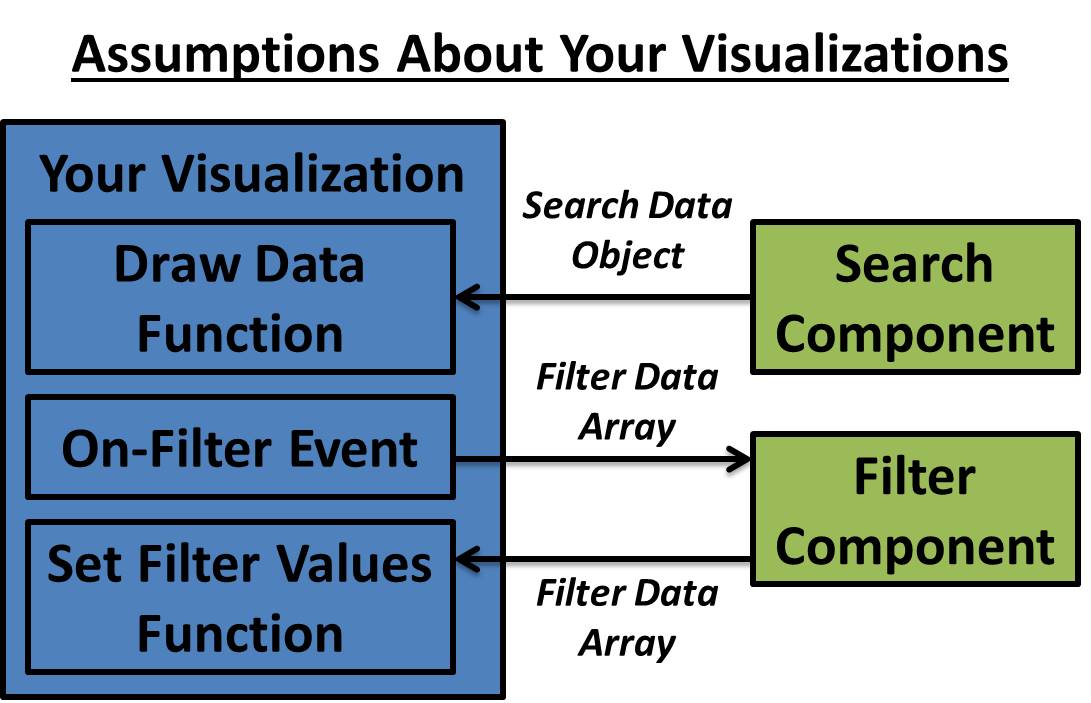 Assumptions About Your Visualizations
Your Visualization
Draw Data
Function
On-Filter Event
Set Filter Values
Function
Search Data
Object
Filter Data
Array
Filter Data
Array
Search
Component
Filter
Component